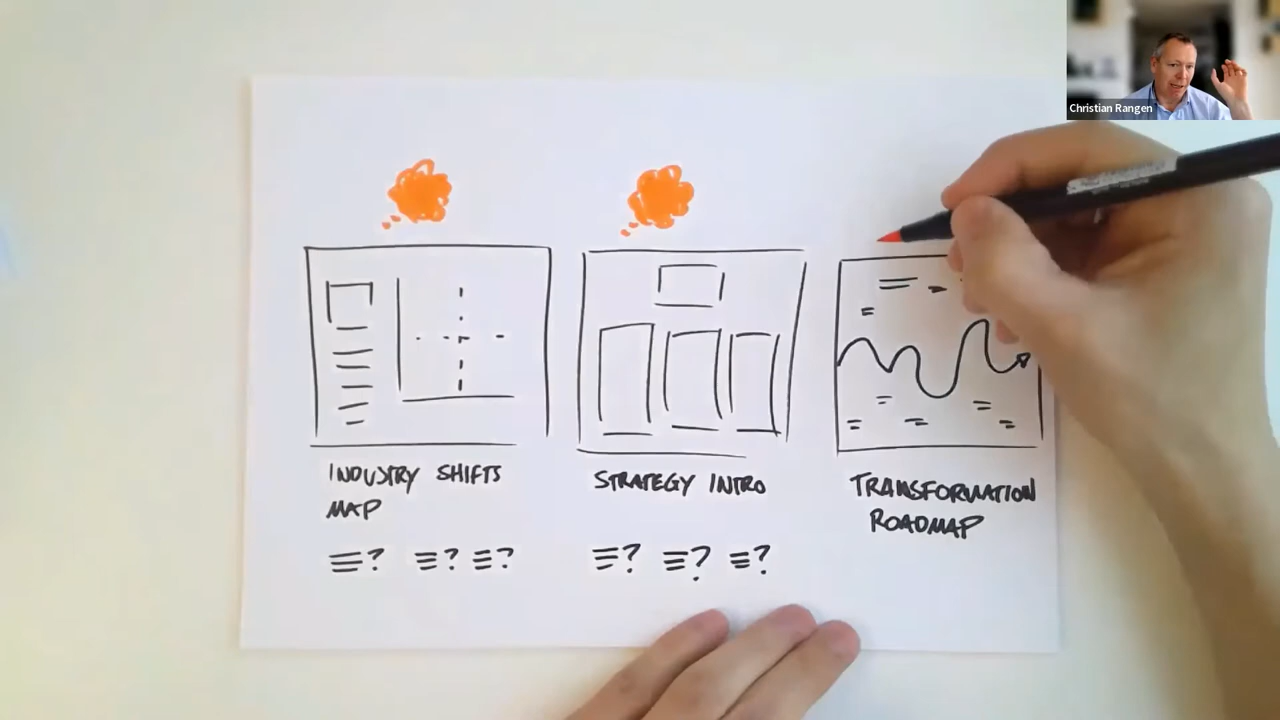 Christian Rangen
INDUSTRY SHIFTS
MAP
STRATEGY INTRO
TRANSFORMATION
ROADMAP
? ? ?
? ? ?